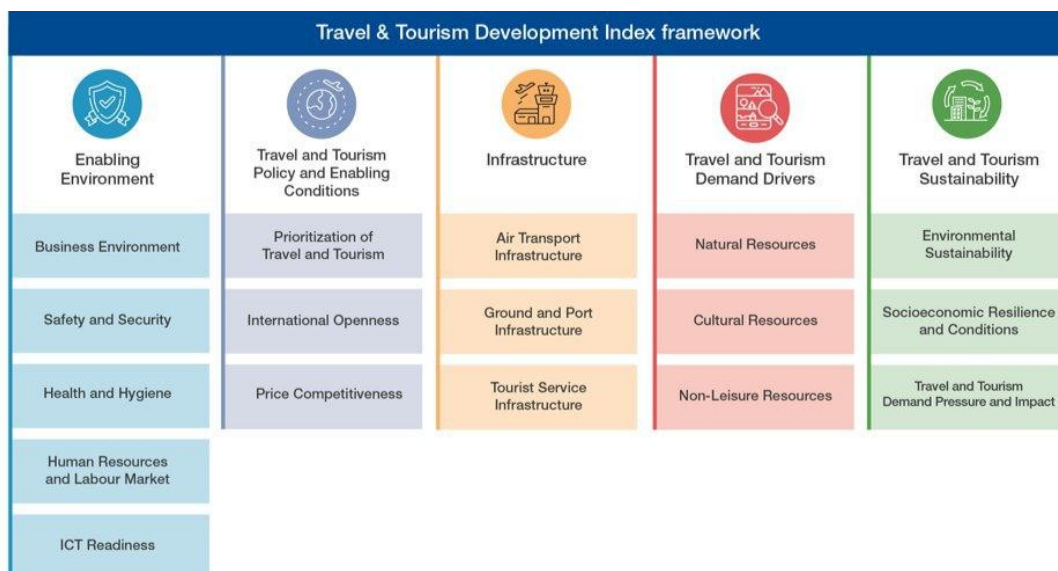 Travel & Tourism Development Index framework
Enabling
Environment
Business Environment
Safety and Security
Health and Hygiene
Human Resources
and Labour Market
ICT Readiness
Travel and Tourism
Policy and Enabling
Conditions
Prioritization of
Travel and Tourism
International Openness
Price Competitiveness
Infrastructure
Air Transport
Infrastructure
Ground and Port
Infrastructure
Tourist Service
Infrastructure
Travel and Tourism
Demand Drivers
Natural Resources
Cultural Resources
Non-Leisure Resources
Travel and Tourism
Sustainability
Environmental
Sustainability
Socioeconomic Resilience
and Conditions
Travel and Tourism
Demand Pressure and Impact